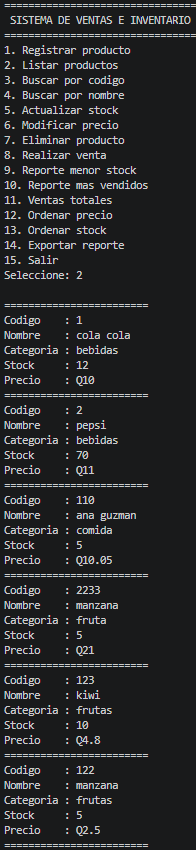 ================================
SISTEMA DE VENTAS E INVENTARIO
================================
1. Registrar producto
2. Listar productos
3. Buscar por codigo
4. Buscar por nombre
5. Actualizar stock
6. Modificar precio
7. Eliminar producto
8. Realizar venta
9. Reporte menor stock
10. Reporte mas vendidos
11. Ventas totales
12. Ordenar precio
13. Ordenar stock
14. Exportar reporte
15. Salir
Seleccione: 2
========================
Codigo    : 1
Nombre    : cola cola
Categoria : bebidas
Stock     : 12
Precio    : Q10
========================
Codigo    : 2
Nombre    : pepsi
Categoria : bebidas
Stock     : 70
Precio    : Q11
========================
Codigo    : 110
Nombre    : ana guzman
Categoria : comida
Stock     : 5
Precio    : Q10.05
========================
Codigo    : 2233
Nombre    : manzana
Categoria : fruta
Stock     : 5
Precio    : Q21
========================
Codigo    : 123
Nombre    : kiwi
Categoria : frutas
Stock     : 10
Precio    : Q4.8
========================
Codigo    : 122
Nombre    : manzana
Categoria : frutas
Stock     : 5
Precio    : Q2.5
========================